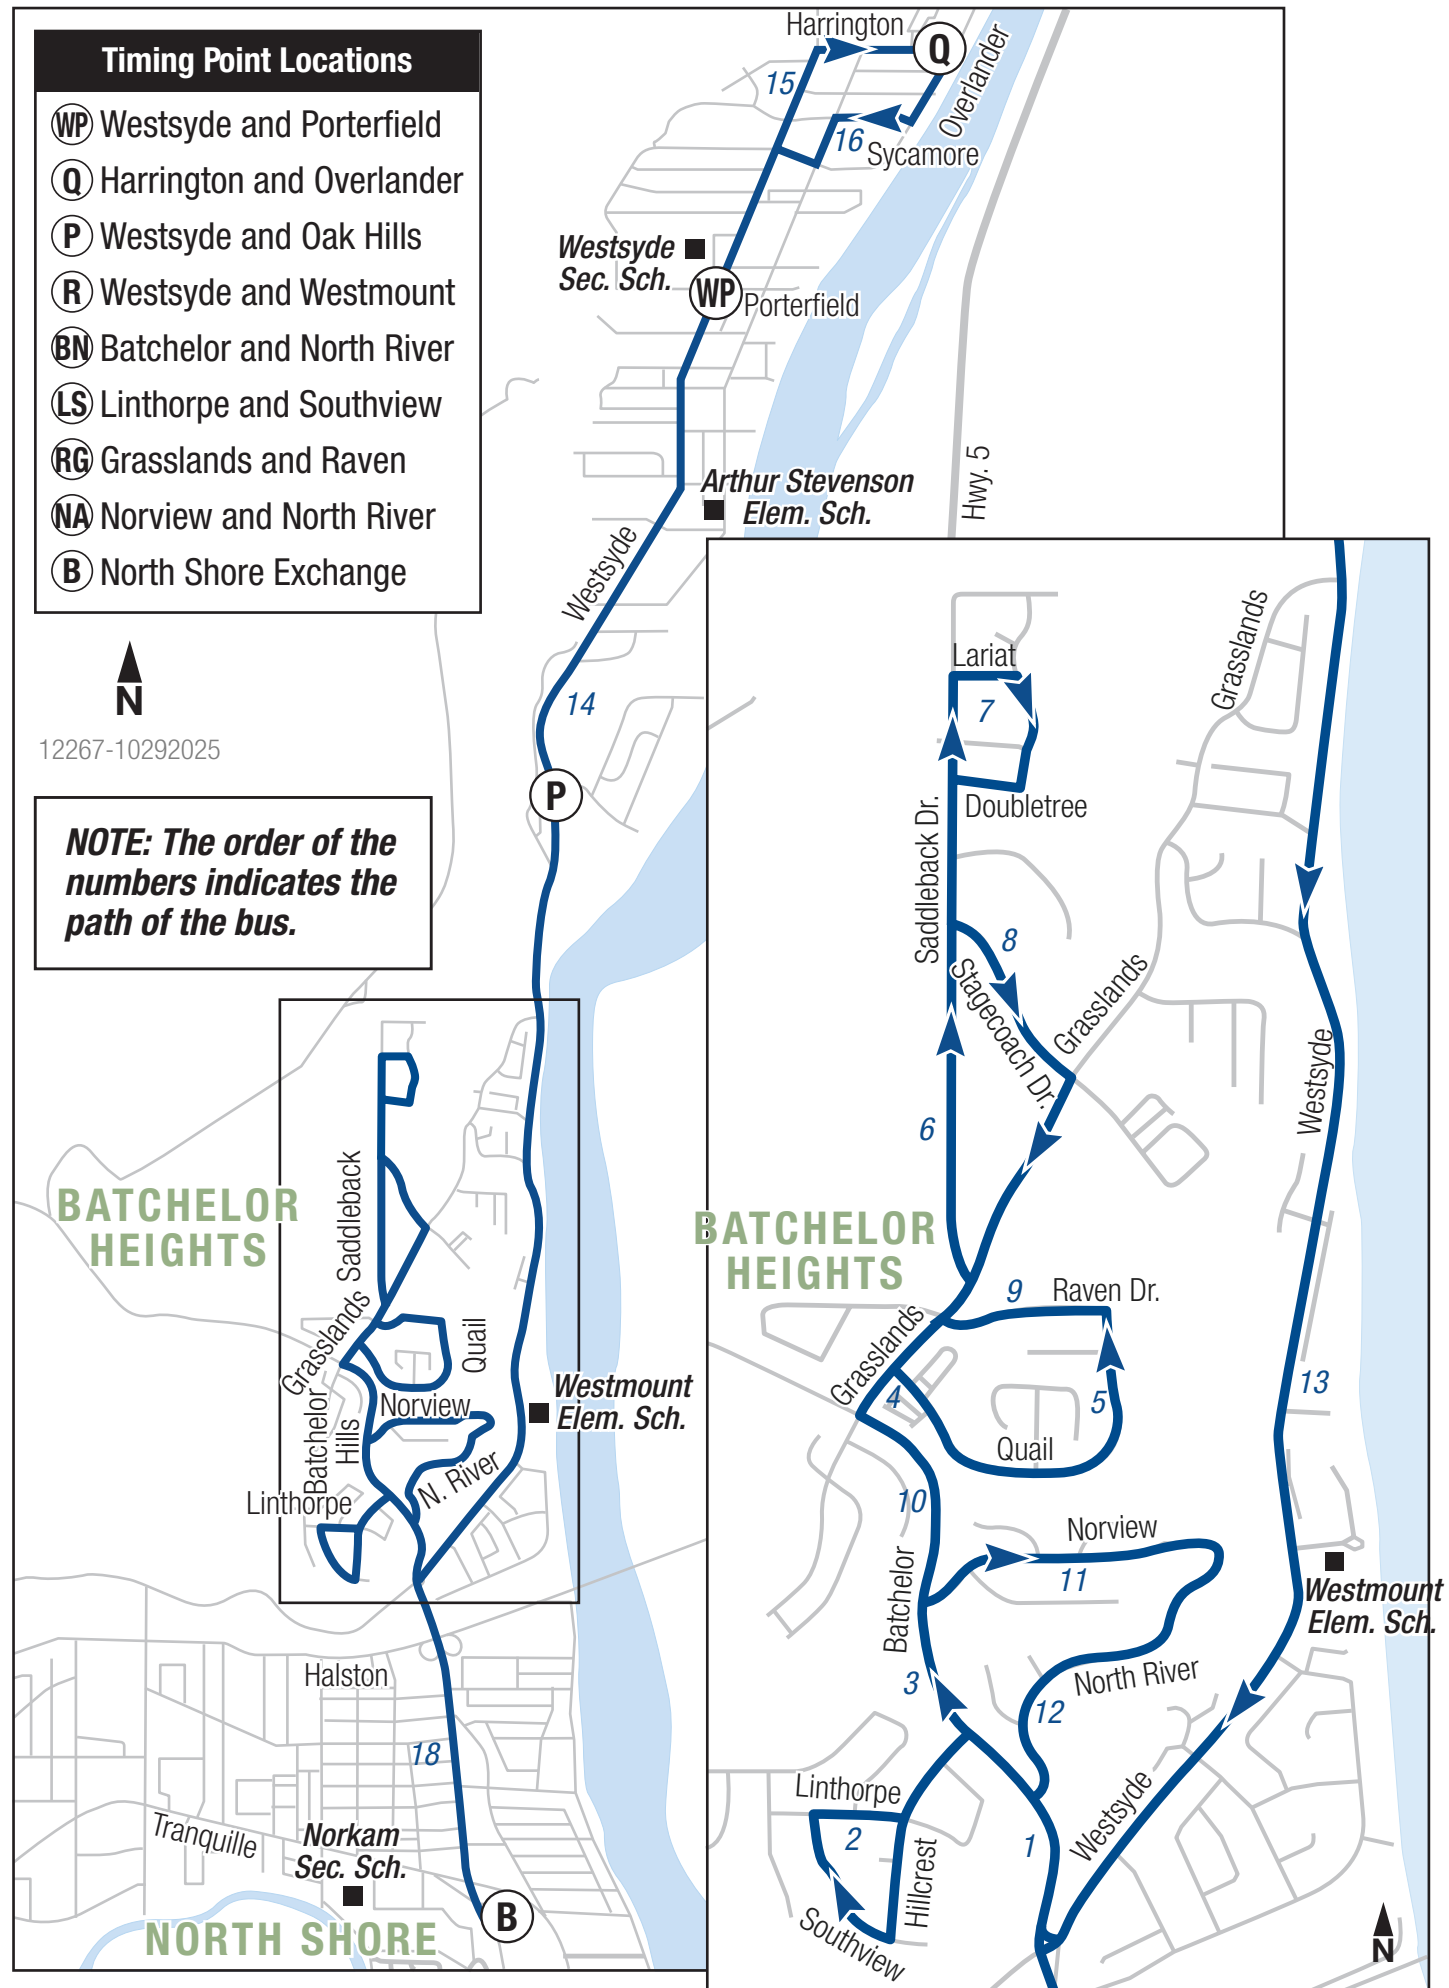 Timing Point Locations
WP Westsyde and Porterfield
Q Harrington and Overlander
P Westsyde and Oak Hills
R Westsyde and Westmount
BN Batchelor and North River
LS Linthorpe and Southview
RG Grasslands and Raven
NA Norview and North River
B North Shore Exchange
N
12267-10292025
NOTE: The order of the
numbers indicates the
path of the bus.
Harrington
Q
Overlander
15
16
Sycamore
Westsyde
Sec. Sch.
WP
Porterfield
Hwy. 5
Arthur Stevenson
Elem. Sch.
Westsyde
14
P
BATCHELOR
HEIGHTS
Saddleback
Grasslands
Quail
Batchelor
Hills
Norview
N. River
Linthorpe
Westmount
Elem. Sch.
Halston
18
Tranquille
Norkam
Sec. Sch.
B
NORTH SHORE
Grasslands
Lariat
7
Doubletree
Saddleback Dr.
8
Stagecoach Dr.
Grasslands
6
Westsyde
BATCHELOR
HEIGHTS
9
Raven Dr.
Grasslands
4
5
13
Quail
10
Norview
11
Batchelor
Westmount
Elem. Sch.
3
North River
12
Linthorpe
2
Hillcrest
1
Westsyde
Southview
N